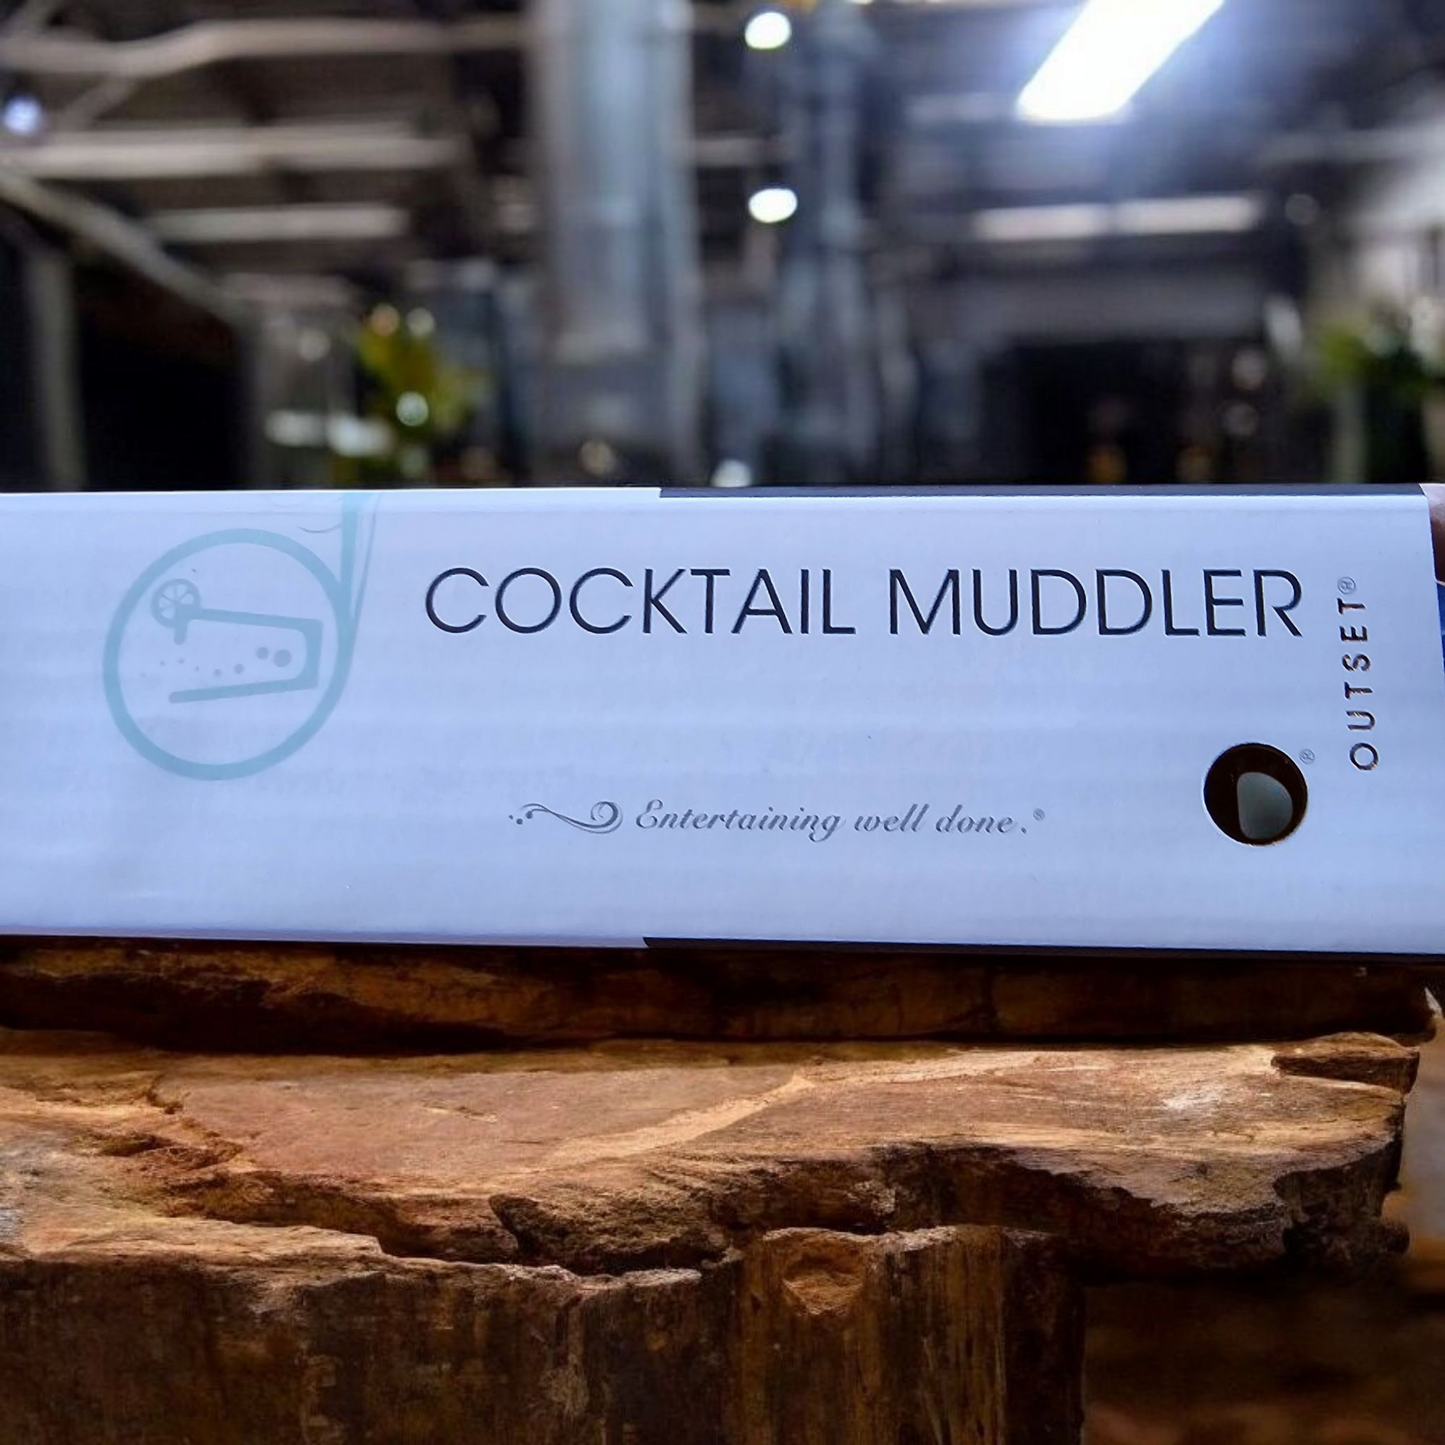 COCKTAIL MUDDLER
OUTSET®
®
Entertaining well done.®